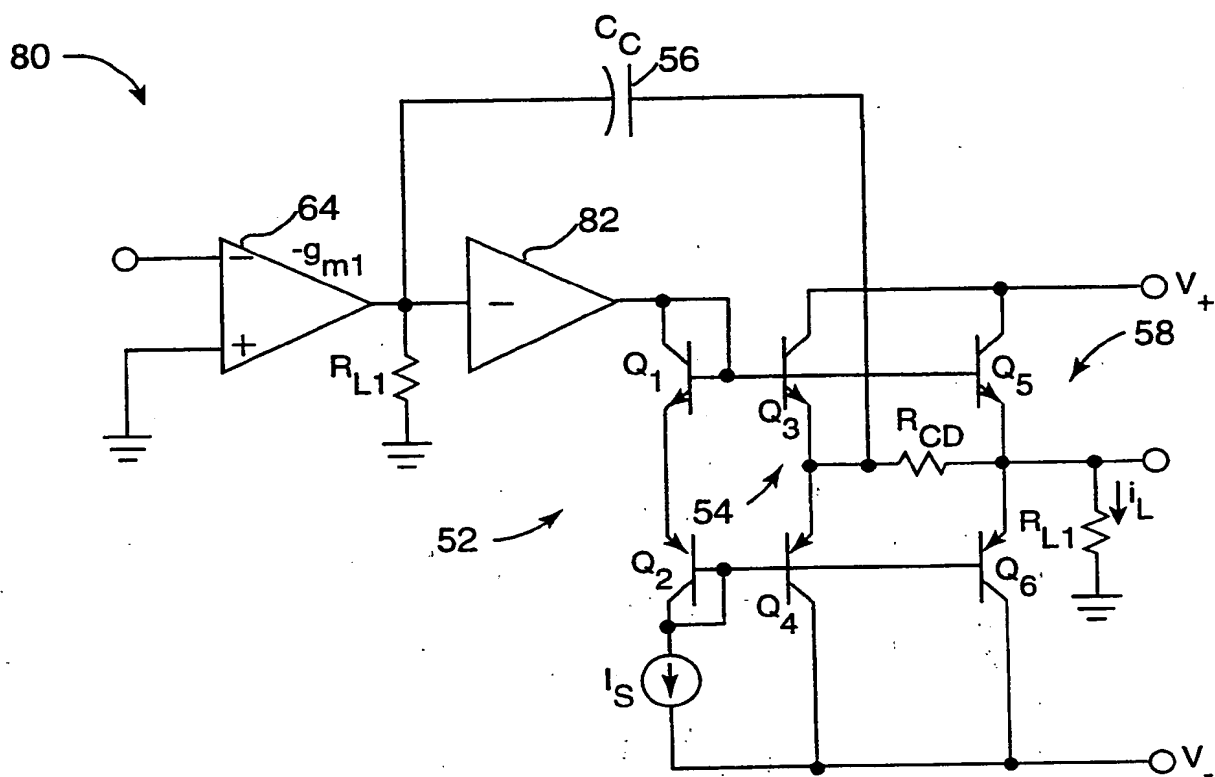 C_C
80
56
64
-g_m1
82
−
−
+
V_+
58
R_L1
Q_1
Q_3
Q_5
R_CD
54
i_L
52
R_L1
Q_2
Q_4
Q_6
I_S
V_-